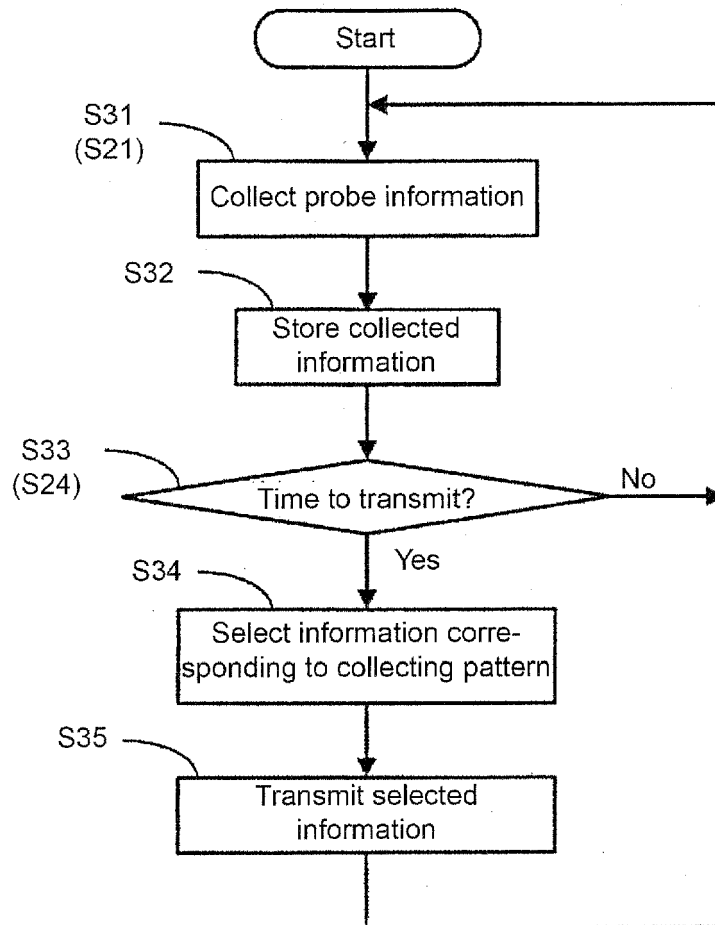 Start
S31
(S21)
Collect probe information
S32
Store collected
information
S33
(S24)
Time to transmit?
No
Yes
S34
Select information corre-
sponding to collecting pattern
S35
Transmit selected
information